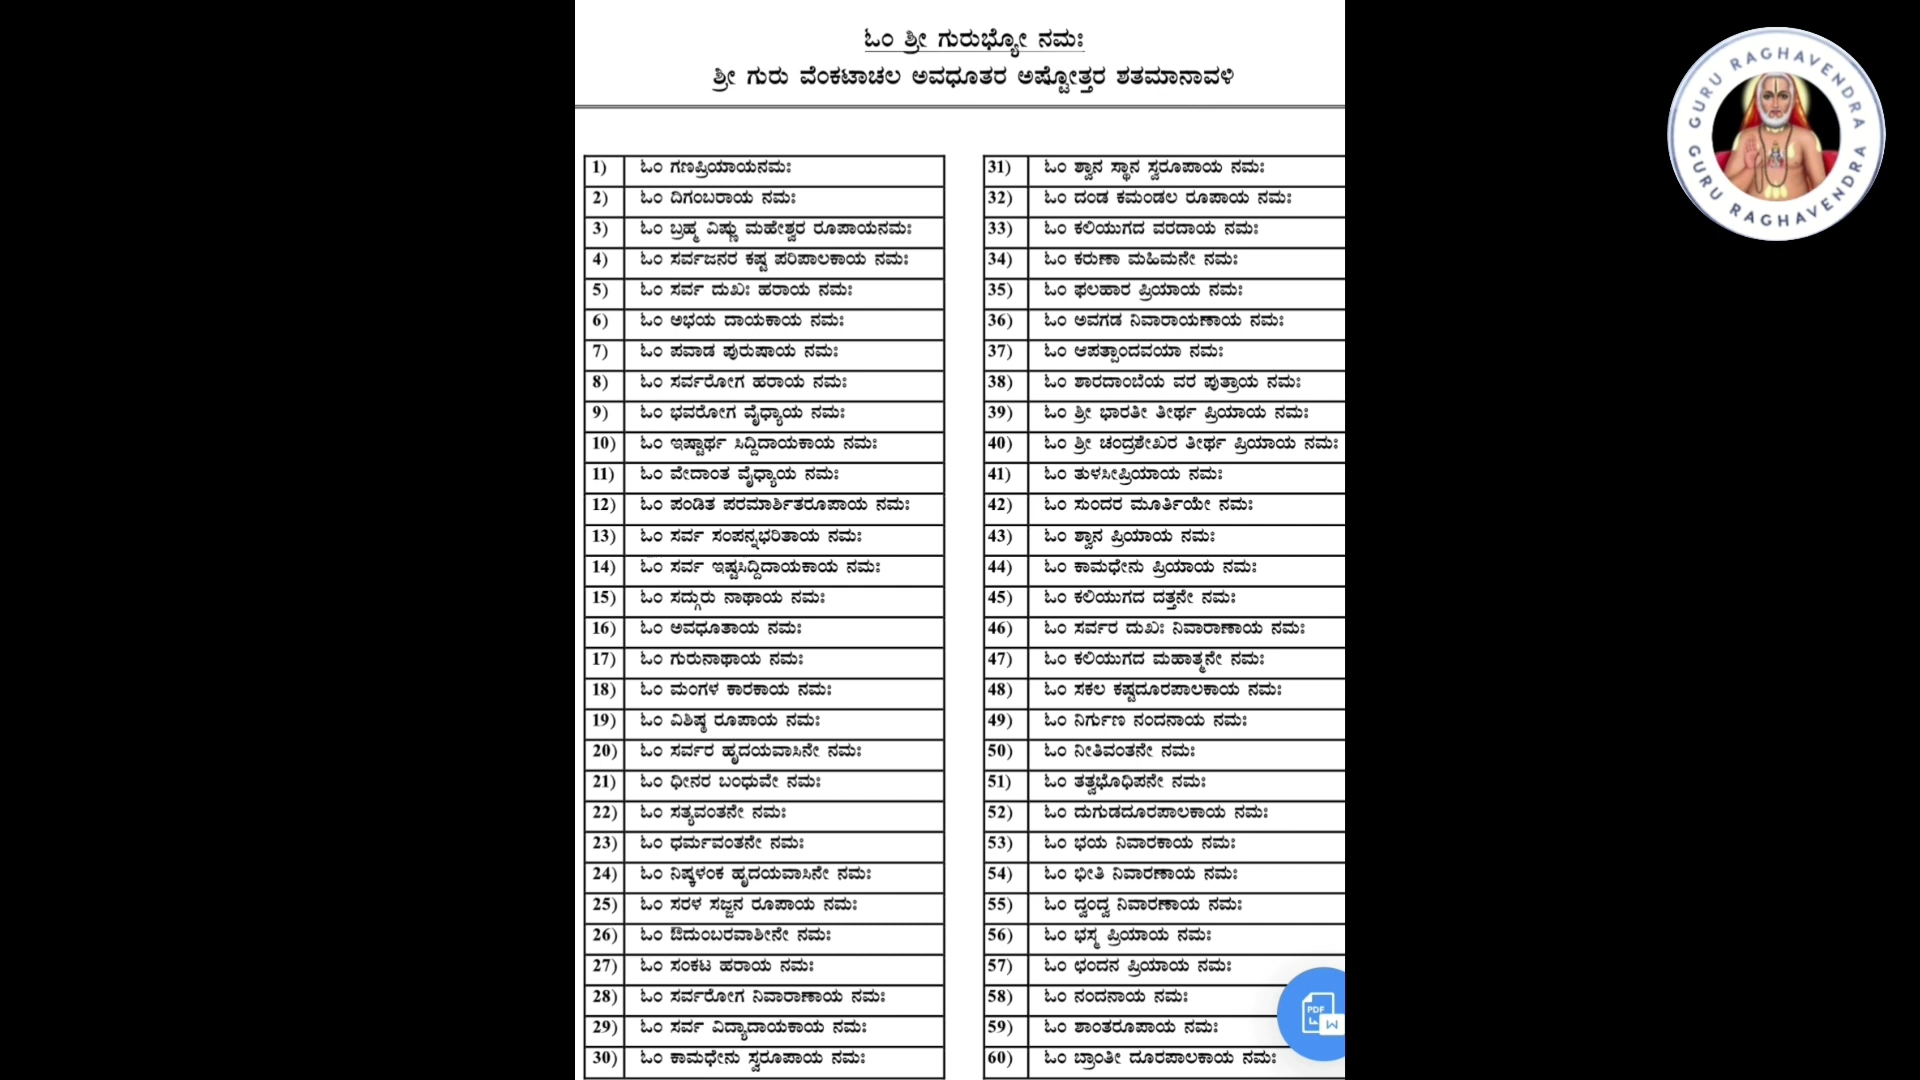 ಓಂ ಶ್ರೀ ಗುರುಭ್ಯೋ ನಮಃ
ಶ್ರೀ ಗುರು ವೆಂಕಟಾಚಲ ಅವಧೂತರ ಅಷ್ಟೋತ್ತರ ಶತಮಾನಾವಳಿ
1) ಓಂ ಗಣಪ್ರಿಯಾಯನಮಃ
2) ಓಂ ದಿಗಂಬರಾಯ ನಮಃ
3) ಓಂ ಬ್ರಹ್ಮ ವಿಷ್ಣು ಮಹೇಶ್ವರ ರೂಪಾಯನಮಃ
4) ಓಂ ಸರ್ವಜನರ ಕಷ್ಟ ಪರಿಪಾಲಕಾಯ ನಮಃ
5) ಓಂ ಸರ್ವ ದುಖಃ ಹರಾಯ ನಮಃ
6) ಓಂ ಅಭಯ ದಾಯಕಾಯ ನಮಃ
7) ಓಂ ಪವಾಡ ಪುರುಷಾಯ ನಮಃ
8) ಓಂ ಸರ್ವರೋಗ ಹರಾಯ ನಮಃ
9) ಓಂ ಭವರೋಗ ವೈಧ್ಯಾಯ ನಮಃ
10) ಓಂ ಇಷ್ಟಾರ್ಥ ಸಿದ್ದಿದಾಯಕಾಯ ನಮಃ
11) ಓಂ ವೇದಾಂತ ವೈಧ್ಯಾಯ ನಮಃ
12) ಓಂ ಪಂಡಿತ ಪರಮಾರ್ಶಿತರೂಪಾಯ ನಮಃ
13) ಓಂ ಸರ್ವ ಸಂಪನ್ನಭರಿತಾಯ ನಮಃ
14) ಓಂ ಸರ್ವ ಇಷ್ಟಸಿದ್ದಿದಾಯಕಾಯ ನಮಃ
15) ಓಂ ಸದ್ಗುರು ನಾಥಾಯ ನಮಃ
16) ಓಂ ಅವಧೂತಾಯ ನಮಃ
17) ಓಂ ಗುರುನಾಥಾಯ ನಮಃ
18) ಓಂ ಮಂಗಳ ಕಾರಕಾಯ ನಮಃ
19) ಓಂ ವಿಶಿಷ್ಠ ರೂಪಾಯ ನಮಃ
20) ಓಂ ಸರ್ವರ ಹೃದಯವಾಸಿನೇ ನಮಃ
21) ಓಂ ಧೀನರ ಬಂಧುವೇ ನಮಃ
22) ಓಂ ಸತ್ಯವಂತನೇ ನಮಃ
23) ಓಂ ಧರ್ಮವಂತನೇ ನಮಃ
24) ಓಂ ನಿಷ್ಕಳಂಕ ಹೃದಯವಾಸಿನೇ ನಮಃ
25) ಓಂ ಸರಳ ಸಜ್ಜನ ರೂಪಾಯ ನಮಃ
26) ಓಂ ಔದುಂಬರವಾಶೀನೇ ನಮಃ
27) ಓಂ ಸಂಕಟ ಹರಾಯ ನಮಃ
28) ಓಂ ಸರ್ವರೋಗ ನಿವಾರಾಣಾಯ ನಮಃ
29) ಓಂ ಸರ್ವ ವಿದ್ಯಾದಾಯಕಾಯ ನಮಃ
30) ಓಂ ಕಾಮಧೇನು ಸ್ವರೂಪಾಯ ನಮಃ
31) ಓಂ ಶ್ವಾನ ಸ್ಥಾನ ಸ್ವರೂಪಾಯ ನಮಃ
32) ಓಂ ದಂಡ ಕಮಂಡಲ ರೂಪಾಯ ನಮಃ
33) ಓಂ ಕಲಿಯುಗದ ವರದಾಯ ನಮಃ
34) ಓಂ ಕರುಣಾ ಮಹಿಮನೇ ನಮಃ
35) ಓಂ ಫಲಹಾರ ಪ್ರಿಯಾಯ ನಮಃ
36) ಓಂ ಅವಗಡ ನಿವಾರಾಯಣಾಯ ನಮಃ
37) ಓಂ ಆಪತ್ಬಾಂದವಯಾ ನಮಃ
38) ಓಂ ಶಾರದಾಂಬೆಯ ವರ ಪುತ್ರಾಯ ನಮಃ
39) ಓಂ ಶ್ರೀ ಭಾರತೀ ತೀರ್ಥ ಪ್ರಿಯಾಯ ನಮಃ
40) ಓಂ ಶ್ರೀ ಚಂದ್ರಶೇಖರ ತೀರ್ಥ ಪ್ರಿಯಾಯ ನಮಃ
41) ಓಂ ತುಳಸೀಪ್ರಿಯಾಯ ನಮಃ
42) ಓಂ ಸುಂದರ ಮೂರ್ತಿಯೇ ನಮಃ
43) ಓಂ ಶ್ವಾನ ಪ್ರಿಯಾಯ ನಮಃ
44) ಓಂ ಕಾಮಧೇನು ಪ್ರಿಯಾಯ ನಮಃ
45) ಓಂ ಕಲಿಯುಗದ ದತ್ತನೇ ನಮಃ
46) ಓಂ ಸರ್ವರ ದುಖಃ ನಿವಾರಾಣಾಯ ನಮಃ
47) ಓಂ ಕಲಿಯುಗದ ಮಹಾತ್ಮನೇ ನಮಃ
48) ಓಂ ಸಕಲ ಕಷ್ಟದೂರಪಾಲಕಾಯ ನಮಃ
49) ಓಂ ನಿರ್ಗುಣ ನಂದನಾಯ ನಮಃ
50) ಓಂ ನೀತಿವಂತನೇ ನಮಃ
51) ಓಂ ತತ್ವಭೊಧಿಪನೇ ನಮಃ
52) ಓಂ ದುಗುಡದೂರಪಾಲಕಾಯ ನಮಃ
53) ಓಂ ಭಯ ನಿವಾರಕಾಯ ನಮಃ
54) ಓಂ ಭೀತಿ ನಿವಾರಣಾಯ ನಮಃ
55) ಓಂ ದ್ವಂದ್ವ ನಿವಾರಣಾಯ ನಮಃ
56) ಓಂ ಭಸ್ಮ ಪ್ರಿಯಾಯ ನಮಃ
57) ಓಂ ಛಂದನ ಪ್ರಿಯಾಯ ನಮಃ
58) ಓಂ ನಂದನಾಯ ನಮಃ
59) ಓಂ ಶಾಂತರೂಪಾಯ ನಮಃ
60) ಓಂ ಬ್ರಾಂತೀ ದೂರಪಾಲಕಾಯ ನಮಃ
GURU RAGHAVENDRA
GURU RAGHAVENDRA
PDF
W